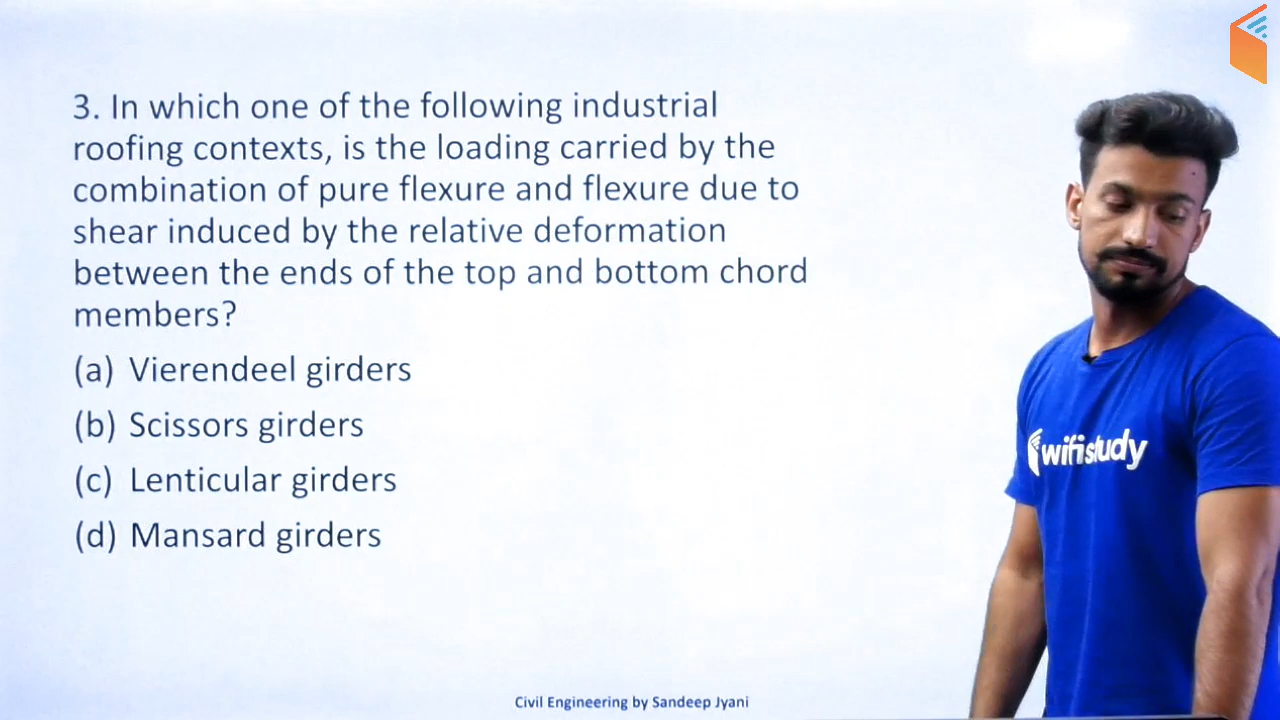 3. In which one of the following industrial
roofing contexts, is the loading carried by the
combination of pure flexure and flexure due to
shear induced by the relative deformation
between the ends of the top and bottom chord
members?
(a) Vierendeel girders
(b) Scissors girders
(c) Lenticular girders
(d) Mansard girders
wifistudy
Civil Engineering by Sandeep Jyani